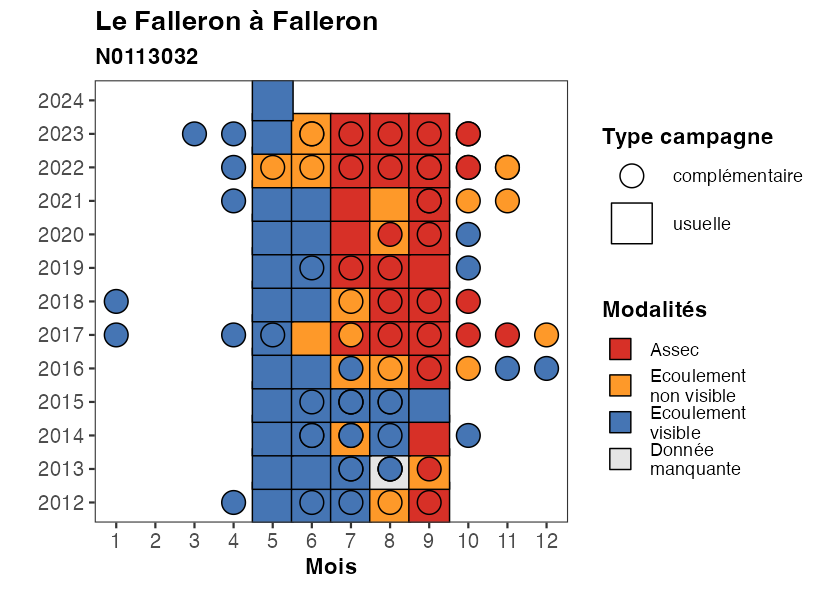 Le Falleron à Falleron
N0113032
2024
2023
2022
2021
2020
2019
2018
2017
2016
2015
2014
2013
2012
1 2 3 4 5 6 7 8 9 10 11 12
Mois
Type campagne
complémentaire
usuelle
Modalités
Assec
Ecoulement
non visible
Ecoulement
visible
Donnée
manquante